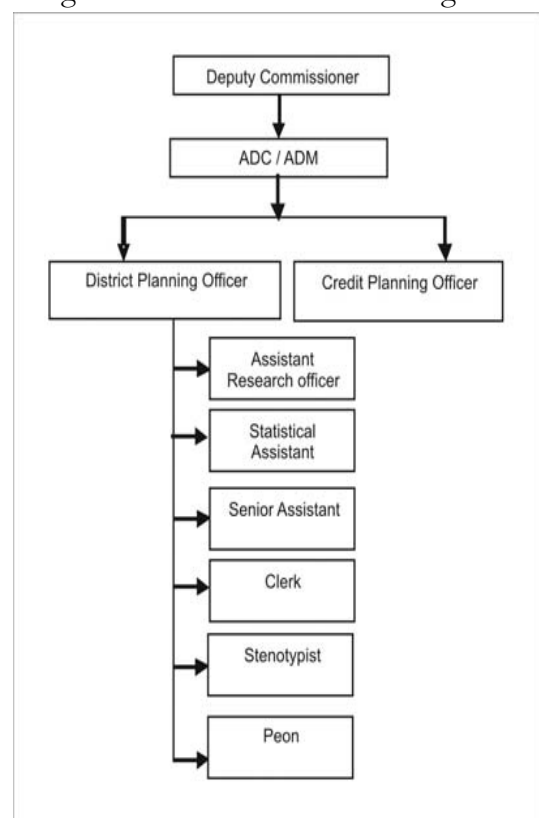 Deputy Commissioner
ADC / ADM
District Planning Officer
Credit Planning Officer
Assistant
Research officer
Statistical
Assistant
Senior Assistant
Clerk
Stenotypist
Peon